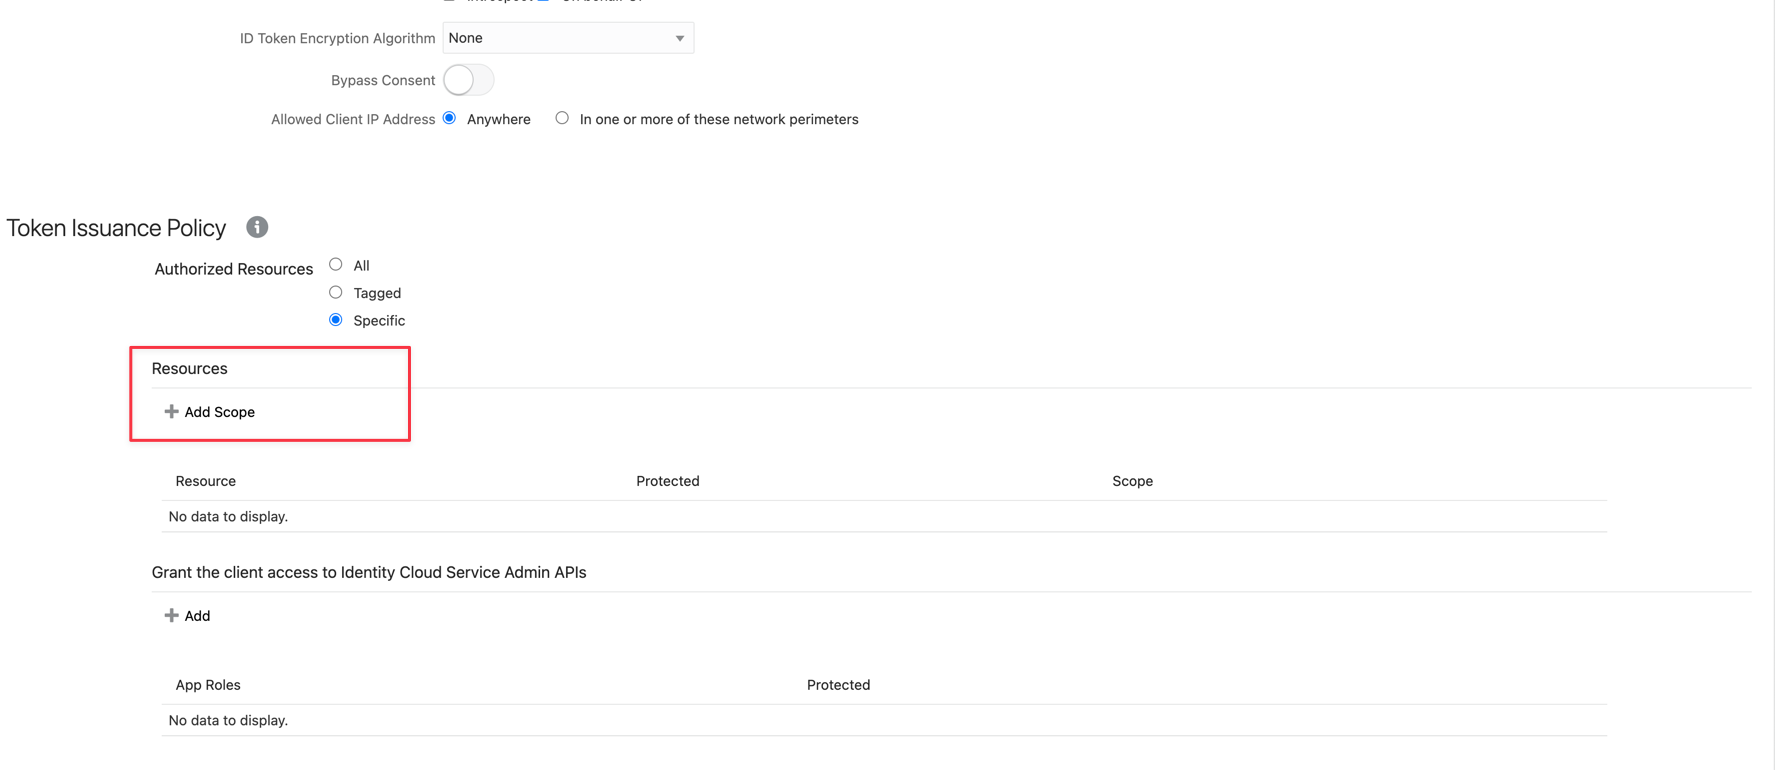 ID Token Encryption Algorithm None
Bypass Consent
Allowed Client IP Address Anywhere In one or more of these network perimeters
Token Issuance Policy
Authorized Resources All
Tagged
Specific
Resources
Add Scope
Resource Protected Scope
No data to display.
Grant the client access to Identity Cloud Service Admin APIs
Add
App Roles Protected
No data to display.